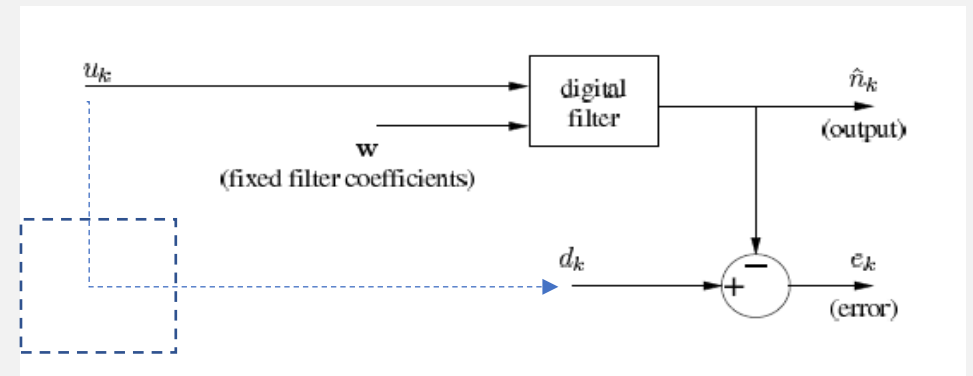 u_k
digital
filter
n̂_k
(output)
w
(fixed filter coefficients)
d_k
−
+
e_k
(error)